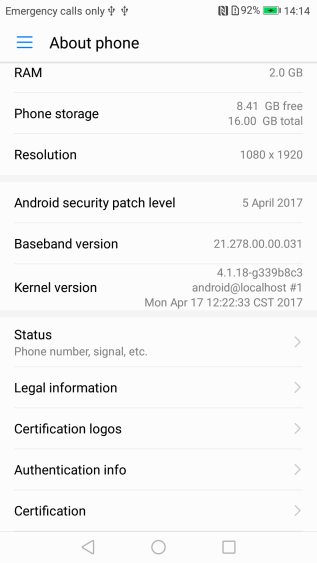 Emergency calls only 92% 14:14
About phone
RAM 2.0 GB
Phone storage 8.41 GB free
16.00 GB total
Resolution 1080 x 1920
Android security patch level 5 April 2017
Baseband version 21.278.00.00.031
4.1.18-g339b8c3
Kernel version android@localhost #1
Mon Apr 17 12:22:33 CST 2017
Status
Phone number, signal, etc.
Legal information
Certification logos
Authentication info
Certification